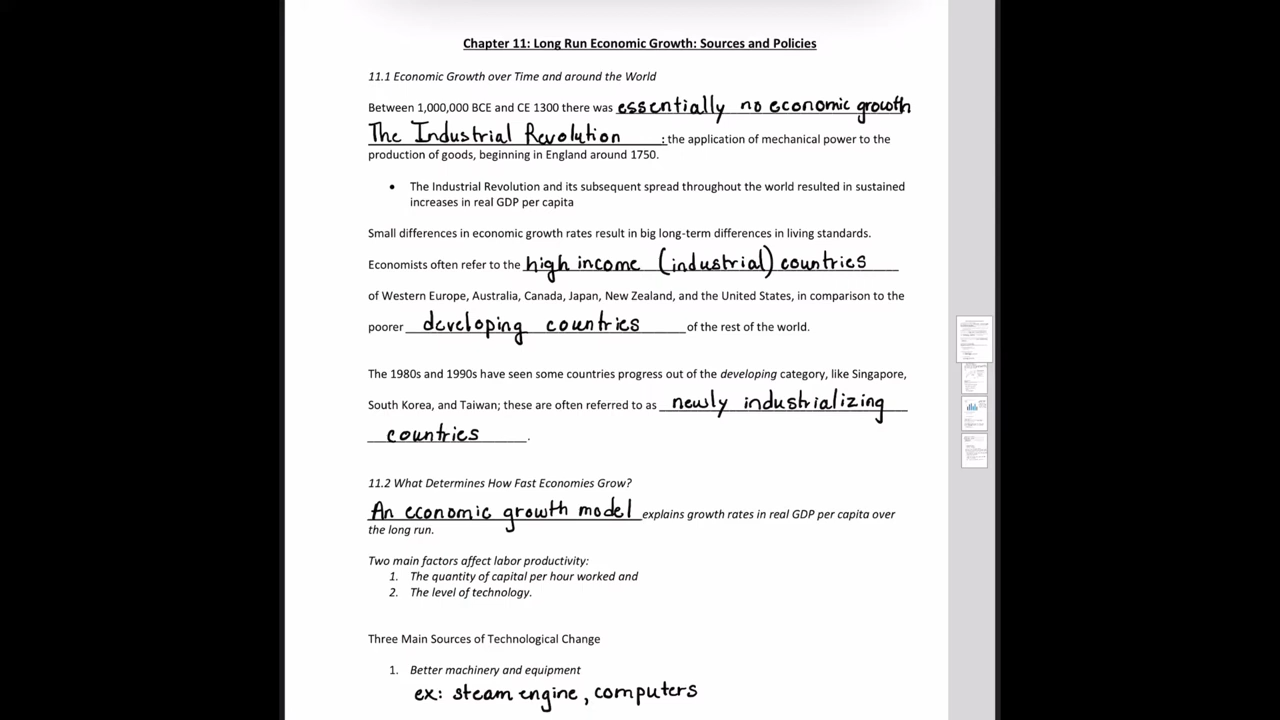 Chapter 11: Long Run Economic Growth: Sources and Policies
11.1 Economic Growth over Time and around the World
Between 1,000,000 BCE and CE 1300 there was essentially no economic growth
The Industrial Revolution : the application of mechanical power to the
production of goods, beginning in England around 1750.
• The Industrial Revolution and its subsequent spread throughout the world resulted in sustained
increases in real GDP per capita
Small differences in economic growth rates result in big long-term differences in living standards.
Economists often refer to the high income (industrial) countries
of Western Europe, Australia, Canada, Japan, New Zealand, and the United States, in comparison to the
poorer developing countries of the rest of the world.
The 1980s and 1990s have seen some countries progress out of the developing category, like Singapore,
South Korea, and Taiwan; these are often referred to as newly industrializing
countries.
11.2 What Determines How Fast Economies Grow?
An economic growth model explains growth rates in real GDP per capita over
the long run.
Two main factors affect labor productivity:
1. The quantity of capital per hour worked and
2. The level of technology.
Three Main Sources of Technological Change
1. Better machinery and equipment
ex: steam engine, computers